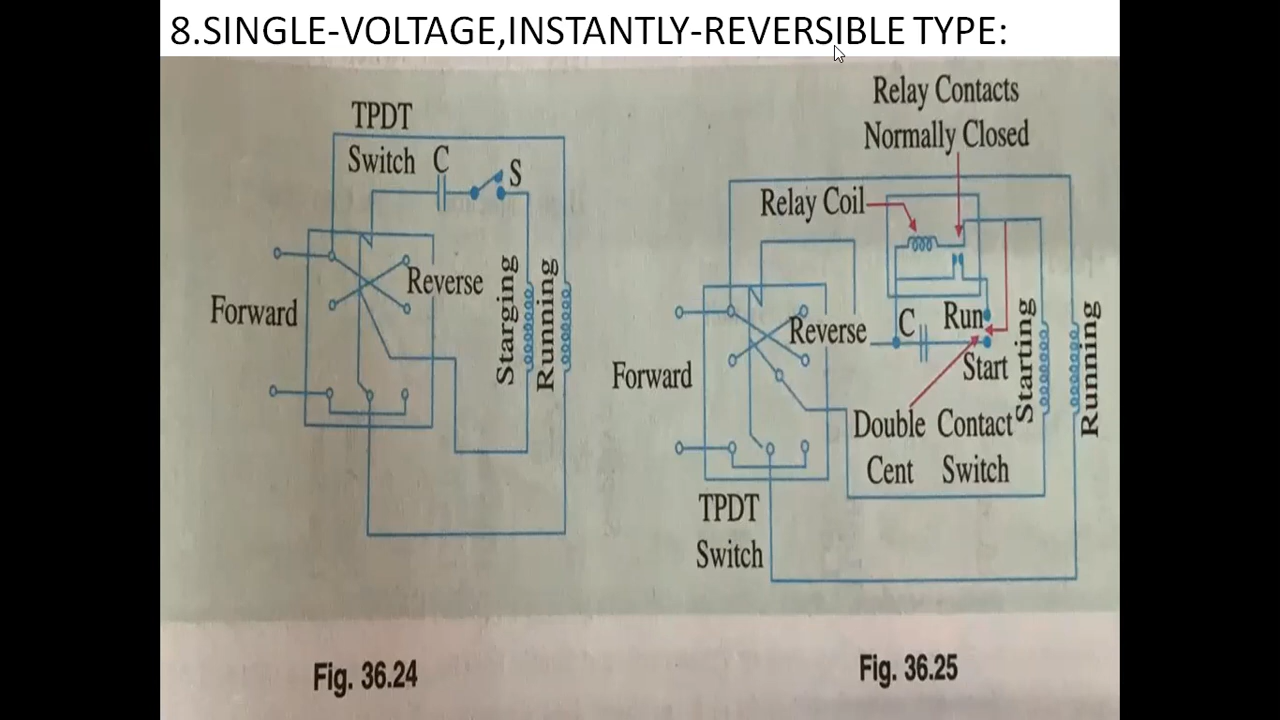 8.SINGLE-VOLTAGE,INSTANTLY-REVERSIBLE TYPE:
TPDT
Switch C
S
Reverse
Forward
Starging
Running
Fig. 36.24
Relay Contacts
Normally Closed
Relay Coil
Reverse
C
Run
Start
Forward
Starting
Running
Double Contact
Cent Switch
TPDT
Switch
Fig. 36.25